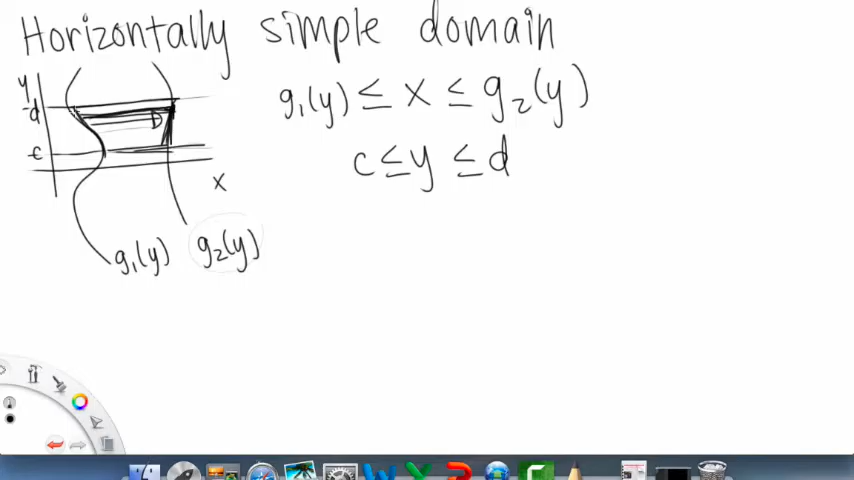 Horizontally simple domain
y
d
D
c
x
g₁(y)
g₂(y)
g₁(y) ≤ x ≤ g₂(y)
c ≤ y ≤ d